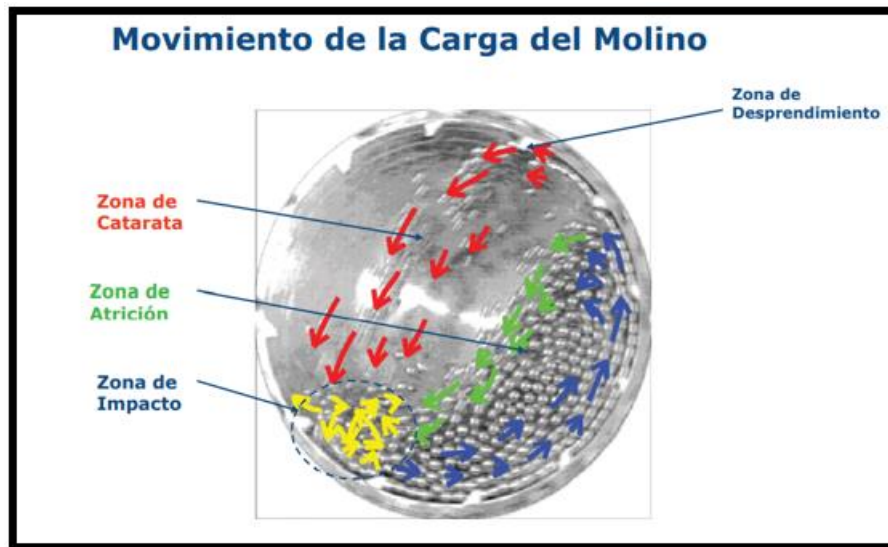 Movimiento de la Carga del Molino
Zona de
Desprendimiento
Zona de
Catarata
Zona de
Atrición
Zona de
Impacto